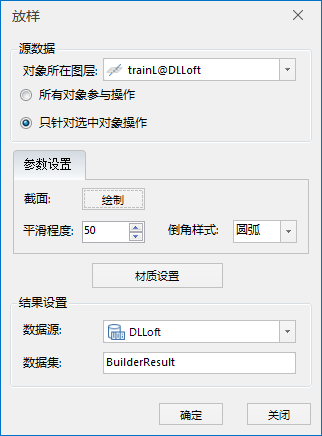 放样
源数据
对象所在图层: trainL@DLLoft
所有对象参与操作
只针对选中对象操作
参数设置
截面: 绘制
平滑程度: 50 倒角样式: 圆弧
材质设置
结果设置
数据源: DLLoft
数据集: BuilderResult
确定 关闭